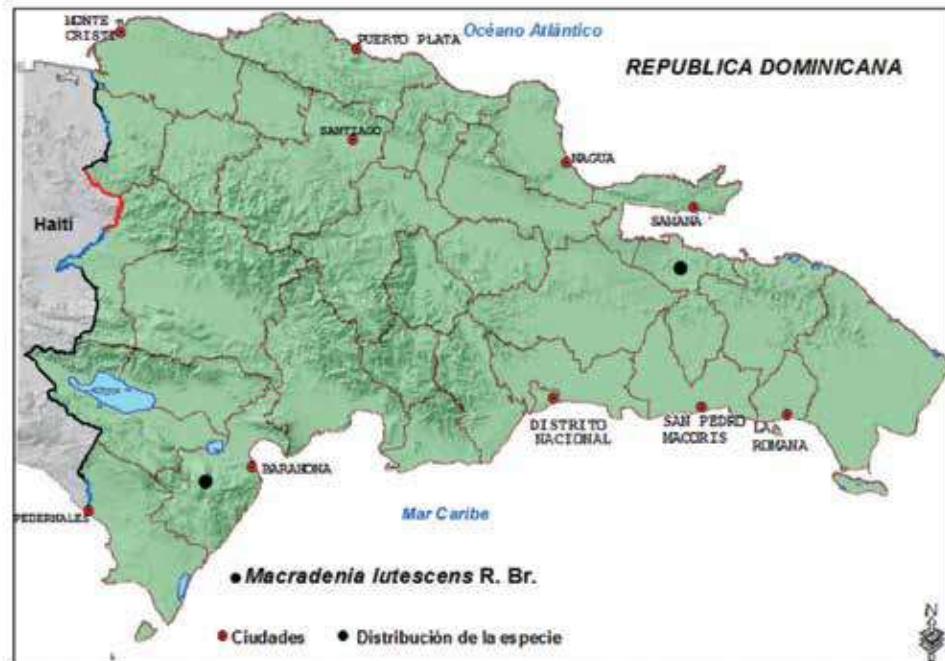 MONTE
CRISTI
PUERTO PLATA
Océano Atlántico
REPUBLICA DOMINICANA
SANTIAGO
NAGUA
SAMANA
Haití
DISTRITO
NACIONAL
SAN PEDRO
MACORIS
LA
ROMANA
BARAHONA
PEDERNALES
Mar Caribe
Macradenia lutescens R. Br.
Ciudades
Distribución de la especie
N